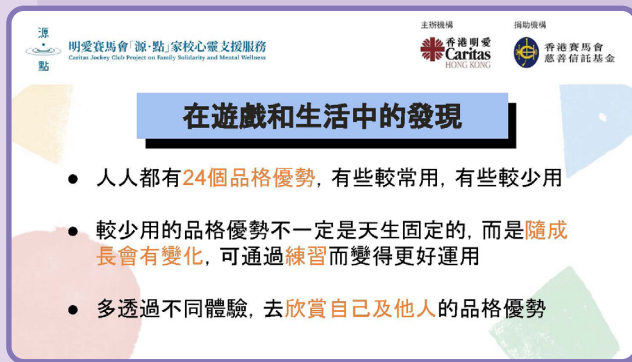 源·點
明愛賽馬會「源·點」家校心靈支援服務
Caritas Jockey Club Project on Family Solidarity and Mental Wellness
主辦機構
香港明愛
Caritas
HONG KONG
捐助機構
香港賽馬會
慈善信託基金
在遊戲和生活中的發現
● 人人都有24個品格優勢, 有些較常用, 有些較少用
● 較少用的品格優勢不一定是天生固定的, 而是隨成
長會有變化, 可通過練習而變得更好運用
● 多透過不同體驗, 去欣賞自己及他人的品格優勢